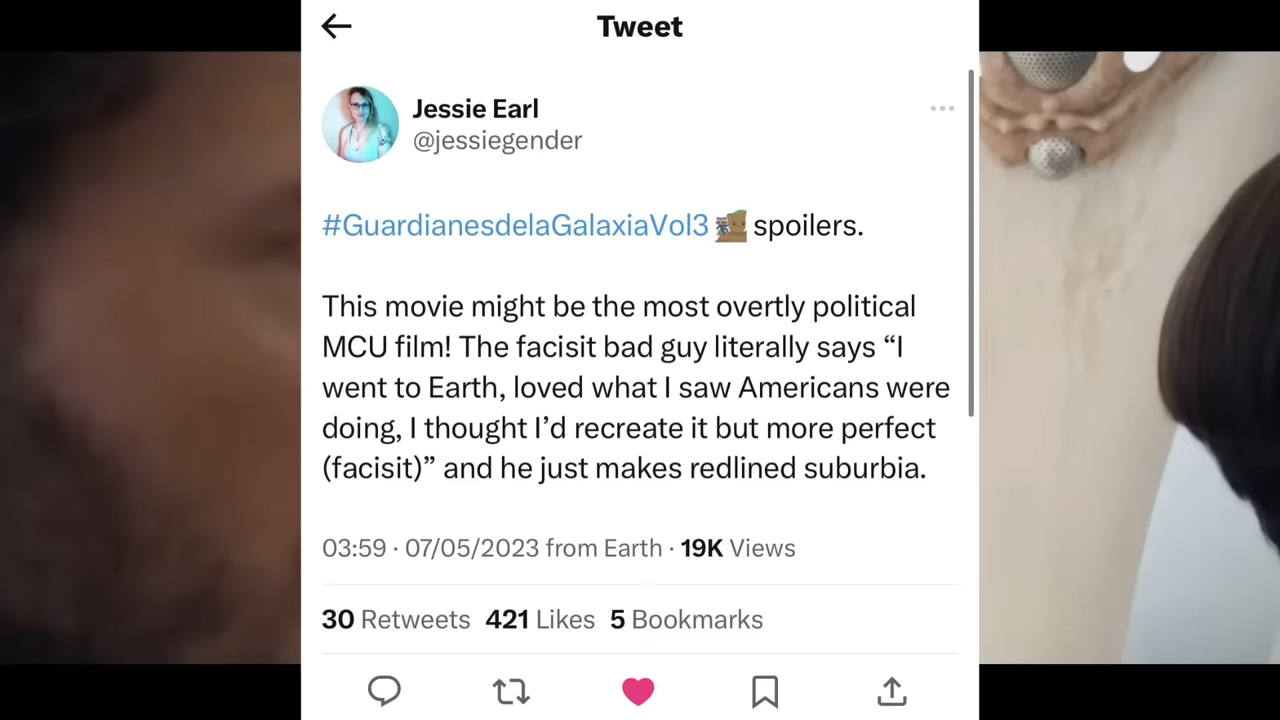 Tweet
Jessie Earl
@jessiegender
#GuardianesdelaGalaxiaVol3 spoilers.
This movie might be the most overtly political
MCU film! The facisit bad guy literally says “I
went to Earth, loved what I saw Americans were
doing, I thought I’d recreate it but more perfect
(facisit)” and he just makes redlined suburbia.
03:59 · 07/05/2023 from Earth · 19K Views
30 Retweets 421 Likes 5 Bookmarks